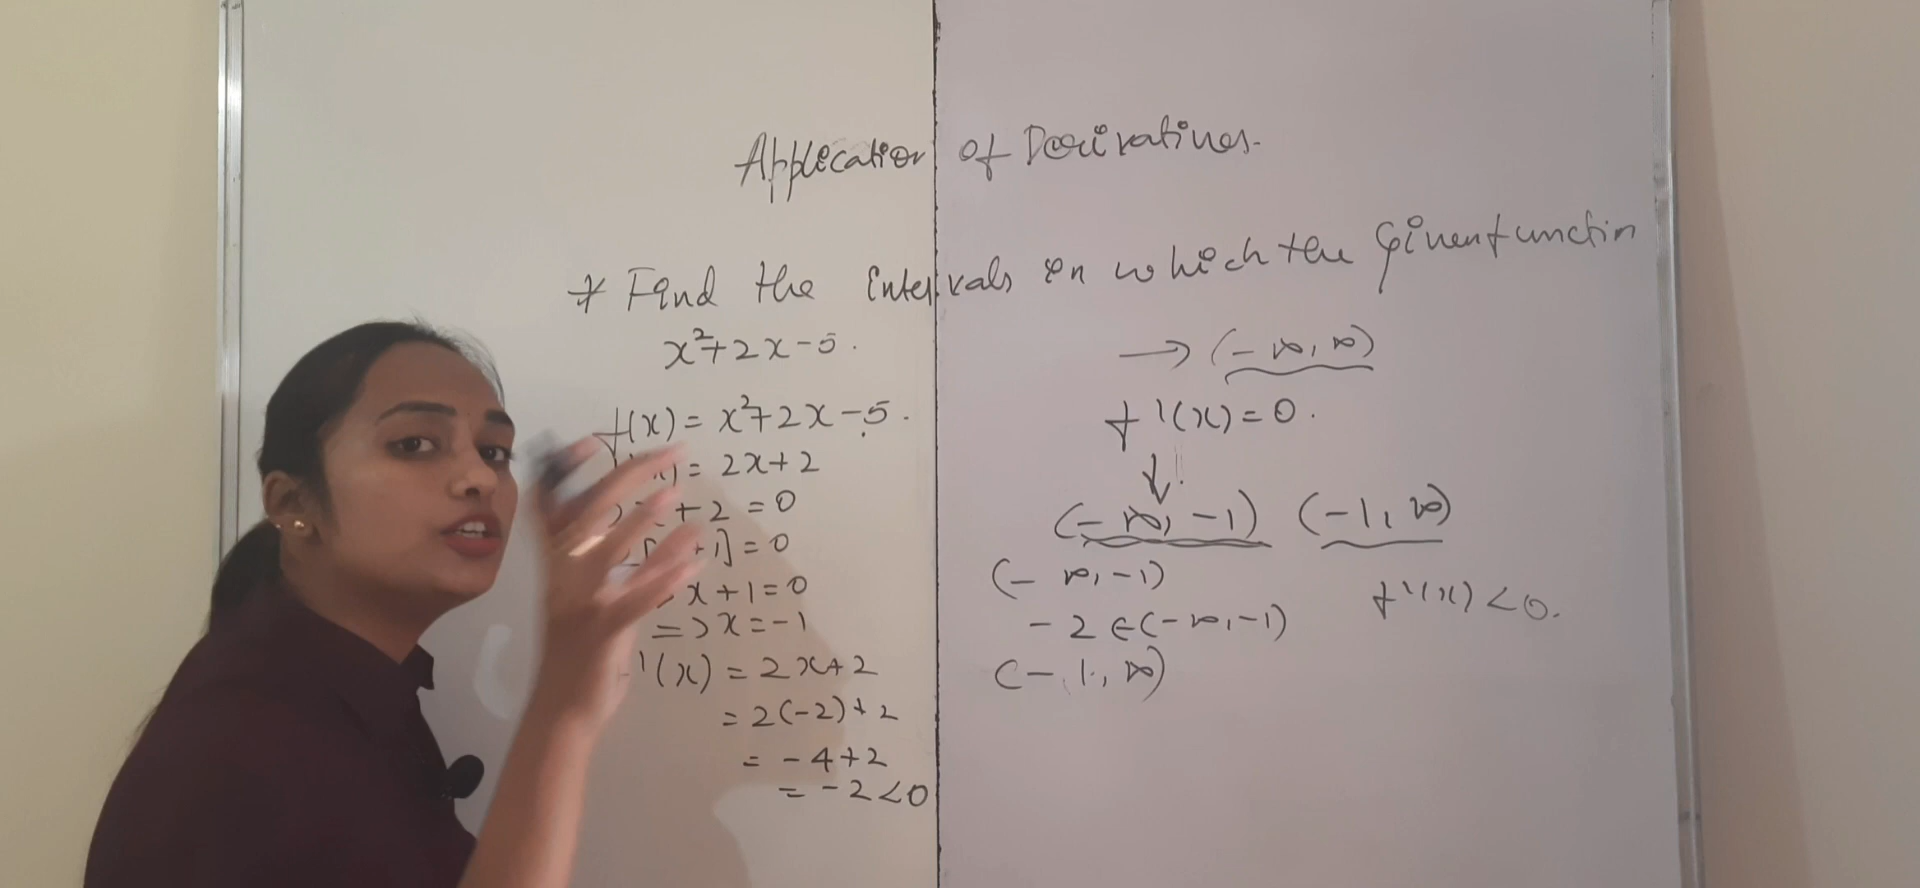 Application of Derivatives.
* Find the intervals in which the given function
x²+2x-5.
f(x) = x²+2x-5.
= 2x+2
+2 = 0
+1] = 0
x+1=0
=> x=-1
'(x) = 2x+2
= 2(-2)+2
= -4+2
= -2<0
→ (-∞, ∞)
f'(x) = 0.
↓
(-∞, -1) (-1, ∞)
(-∞, -1)
f'(x) <0.
-2 ∈ (-∞, -1)
(-1, ∞)